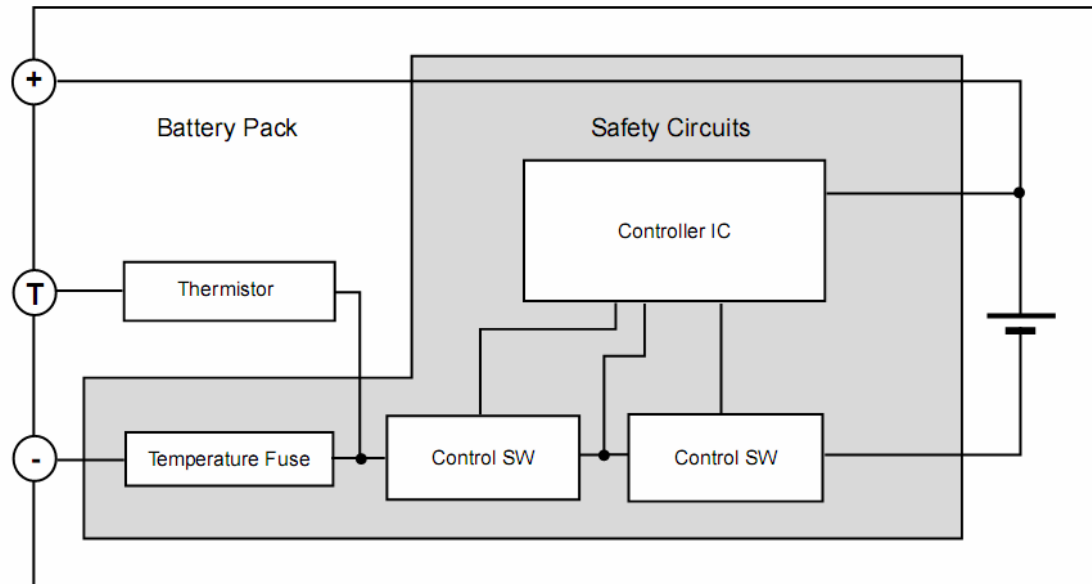 +
Battery Pack
Safety Circuits
Controller IC
T
Thermistor
-
Temperature Fuse
Control SW
Control SW